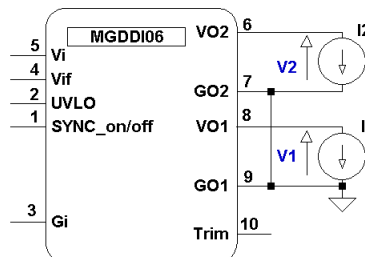 MGDDI06
5 Vi
4 Vif
2 UVLO
1 SYNC_on/off
3 Gi
VO2 6
GO2 7
VO1 8
GO1 9
Trim 10
V2
V1
I2